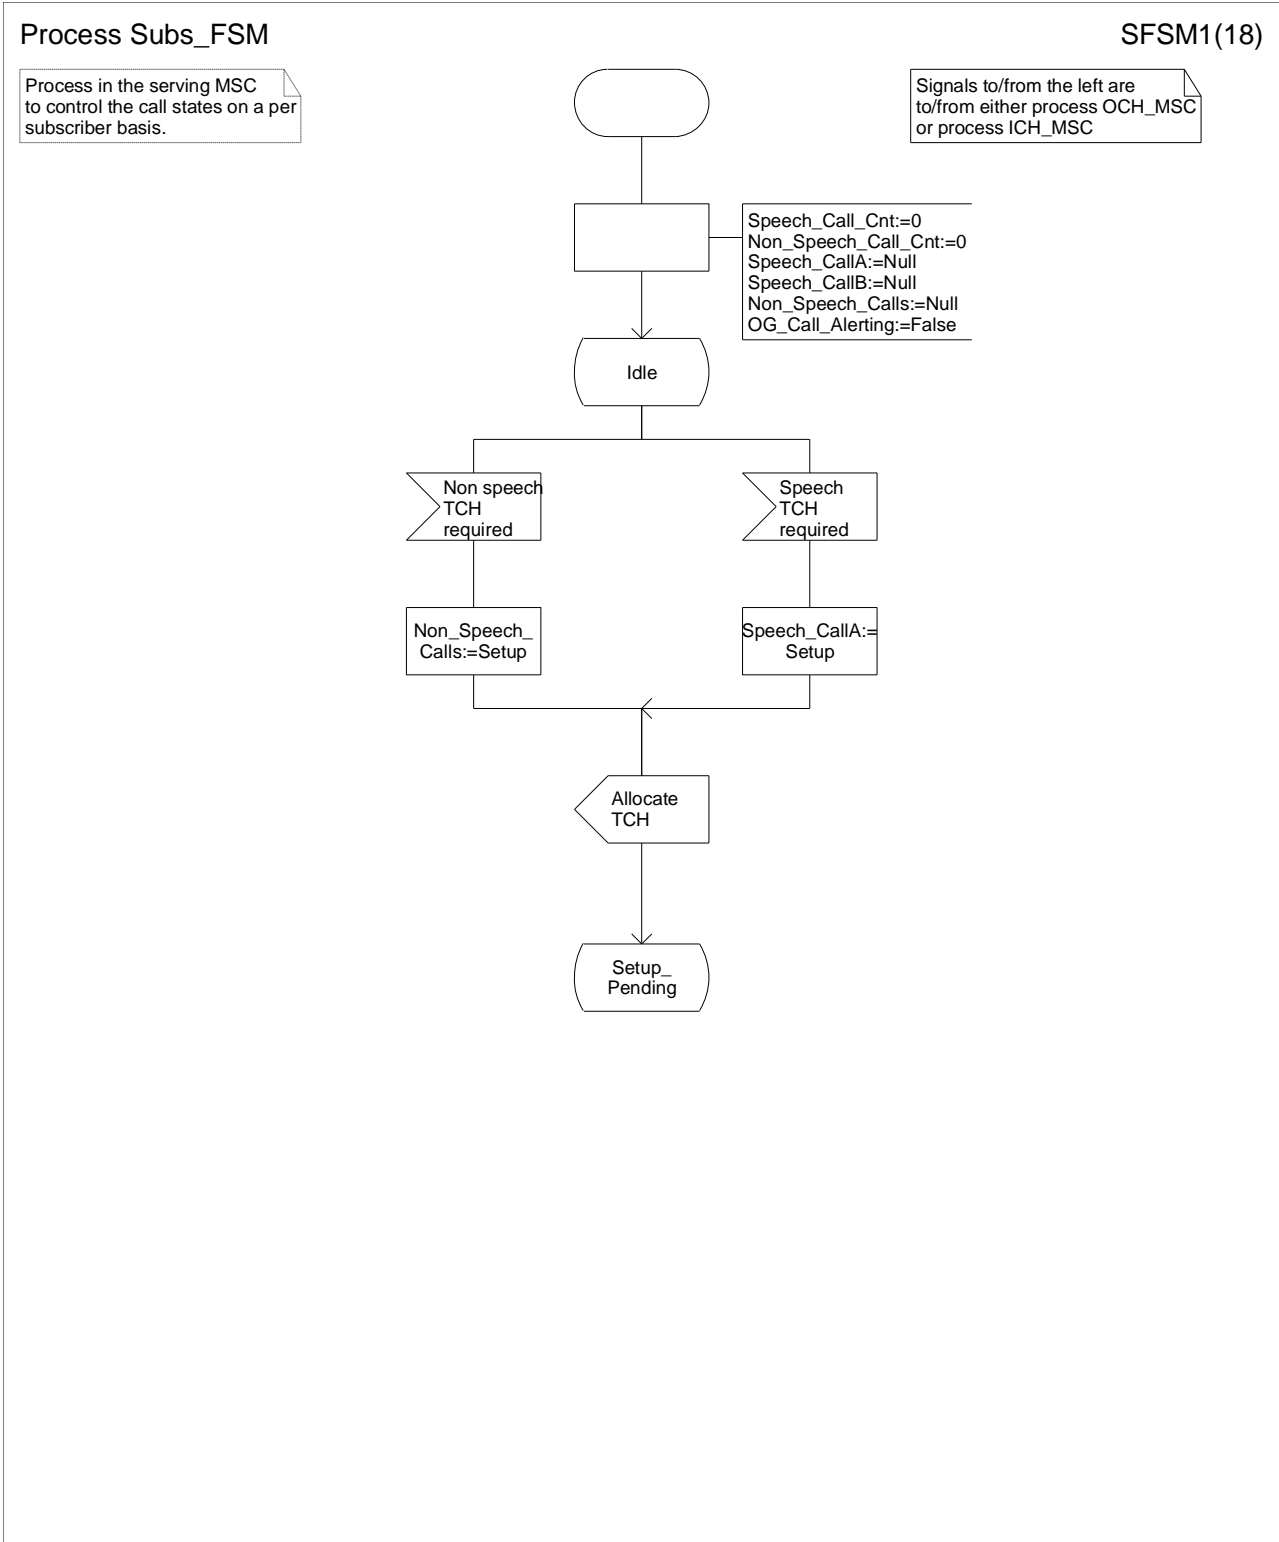 Process Subs_FSM
SFSM1(18)
Process in the serving MSC
to control the call states on a per
subscriber basis.
Signals to/from the left are
to/from either process OCH_MSC
or process ICH_MSC
Speech_Call_Cnt:=0
Non_Speech_Call_Cnt:=0
Speech_CallA:=Null
Speech_CallB:=Null
Non_Speech_Calls:=Null
OG_Call_Alerting:=False
Idle
Non speech
TCH
required
Speech
TCH
required
Non_Speech_
Calls:=Setup
Speech_CallA:=
Setup
Allocate
TCH
Setup_
Pending